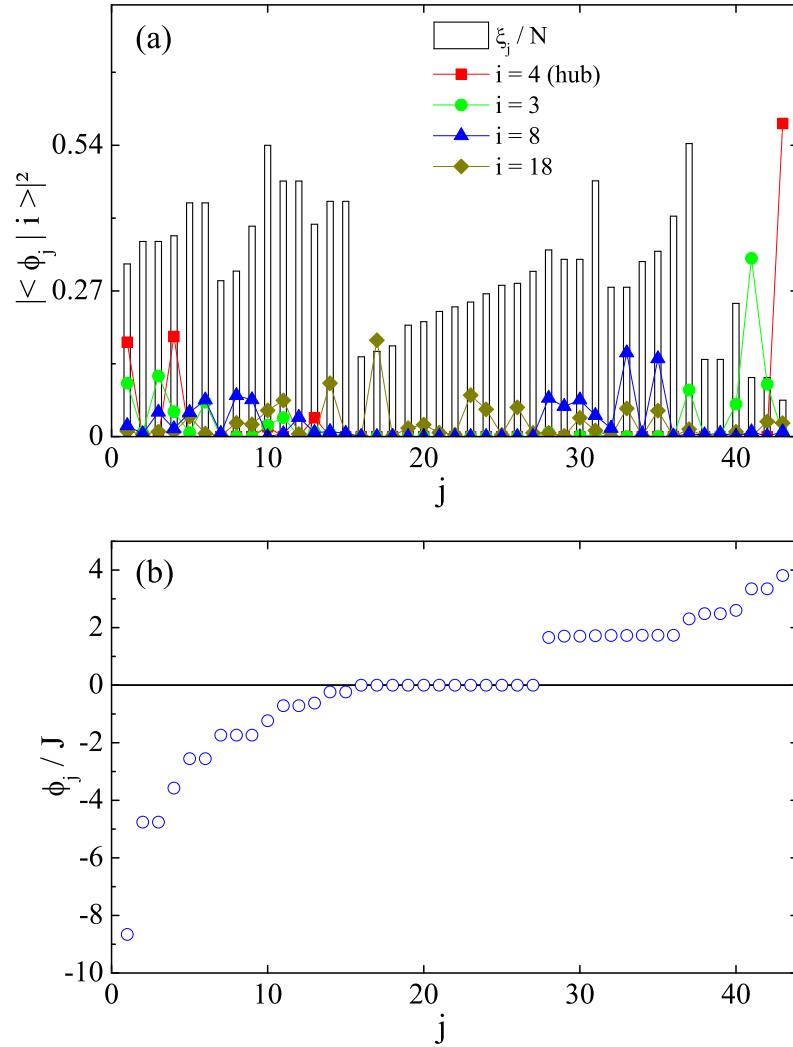 (a)
ξj / N
i = 4 (hub)
i = 3
i = 8
i = 18
|< ϕj | i >|²
0.54
0.27
0
0 10 20 30 40
j
(b)
ϕj / J
4
2
0
-2
-4
-6
-8
-10
0 10 20 30 40
j